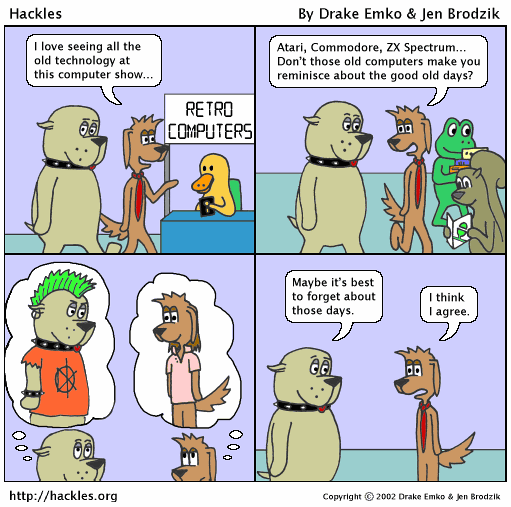 Hackles
By Drake Emko & Jen Brodzik
I love seeing all the
old technology at
this computer show...
RETRO
COMPUTERS
Atari, Commodore, ZX Spectrum...
Don't those old computers make you
reminisce about the good old days?
Maybe it's best
to forget about
those days.
I think
I agree.
http://hackles.org
Copyright © 2002 Drake Emko & Jen Brodzik